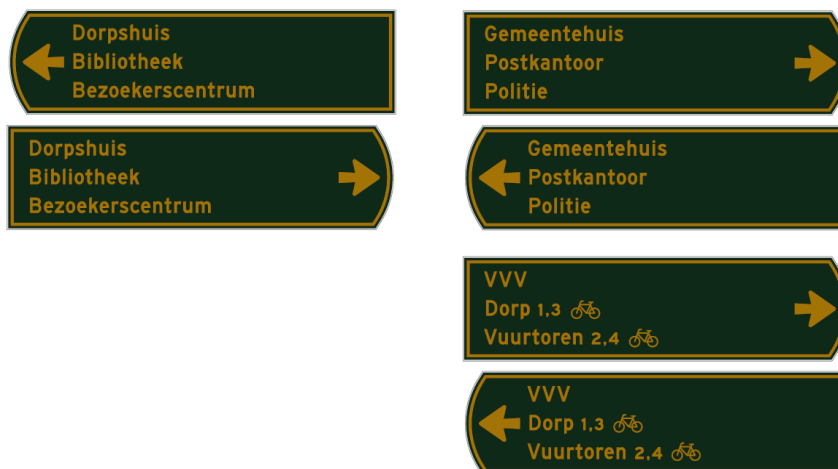 Dorpshuis
Bibliotheek
Bezoekerscentrum
Gemeentehuis
Postkantoor
Politie
Dorpshuis
Bibliotheek
Bezoekerscentrum
Gemeentehuis
Postkantoor
Politie
VVV
Dorp 1,3
Vuurtoren 2,4
VVV
Dorp 1,3
Vuurtoren 2,4